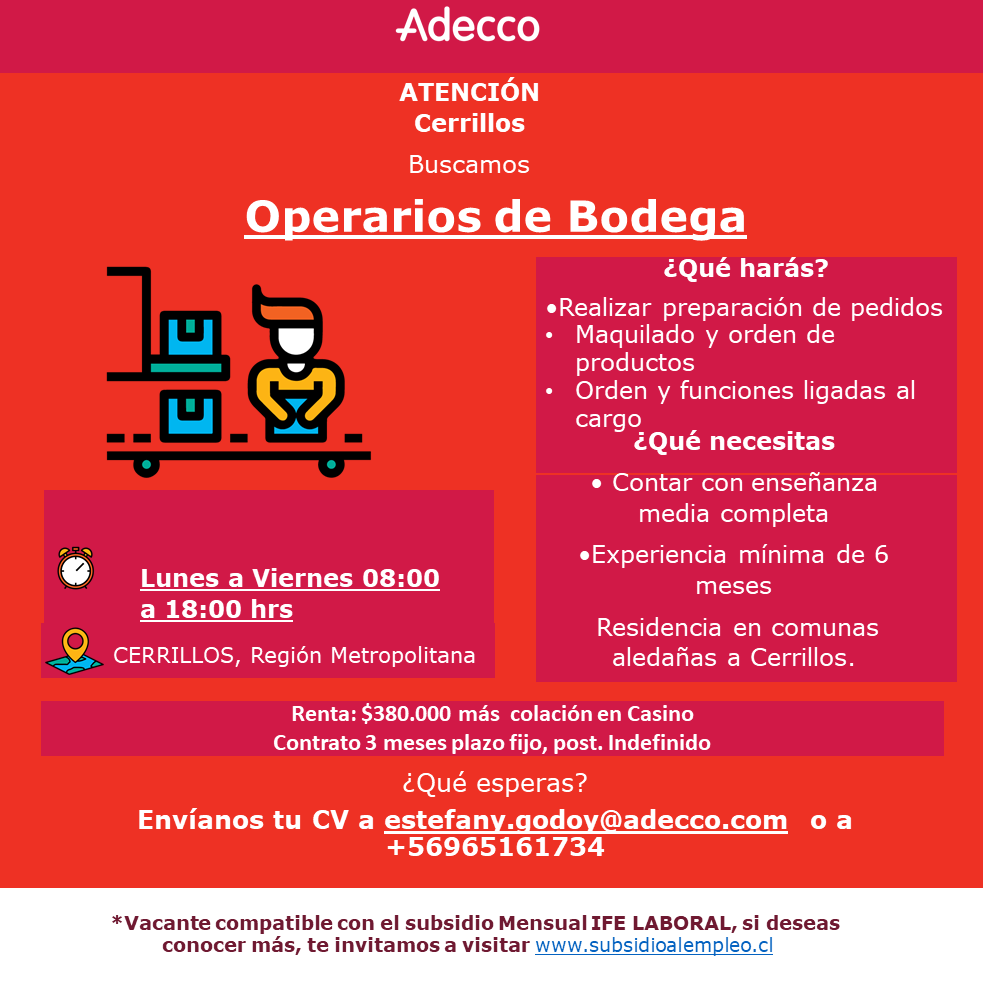 Adecco
ATENCIÓN
Cerrillos
Buscamos
Operarios de Bodega
¿Qué harás?
•Realizar preparación de pedidos
• Maquilado y orden de
productos
• Orden y funciones ligadas al
cargo
¿Qué necesitas
• Contar con enseñanza
media completa
•Experiencia mínima de 6
meses
Residencia en comunas
aledañas a Cerrillos.
Lunes a Viernes 08:00
a 18:00 hrs
CERRILLOS, Región Metropolitana
Renta: $380.000 más colación en Casino
Contrato 3 meses plazo fijo, post. Indefinido
¿Qué esperas?
Envíanos tu CV a estefany.godoy@adecco.com o a
+56965161734
*Vacante compatible con el subsidio Mensual IFE LABORAL, si deseas
conocer más, te invitamos a visitar www.subsidioalempleo.cl